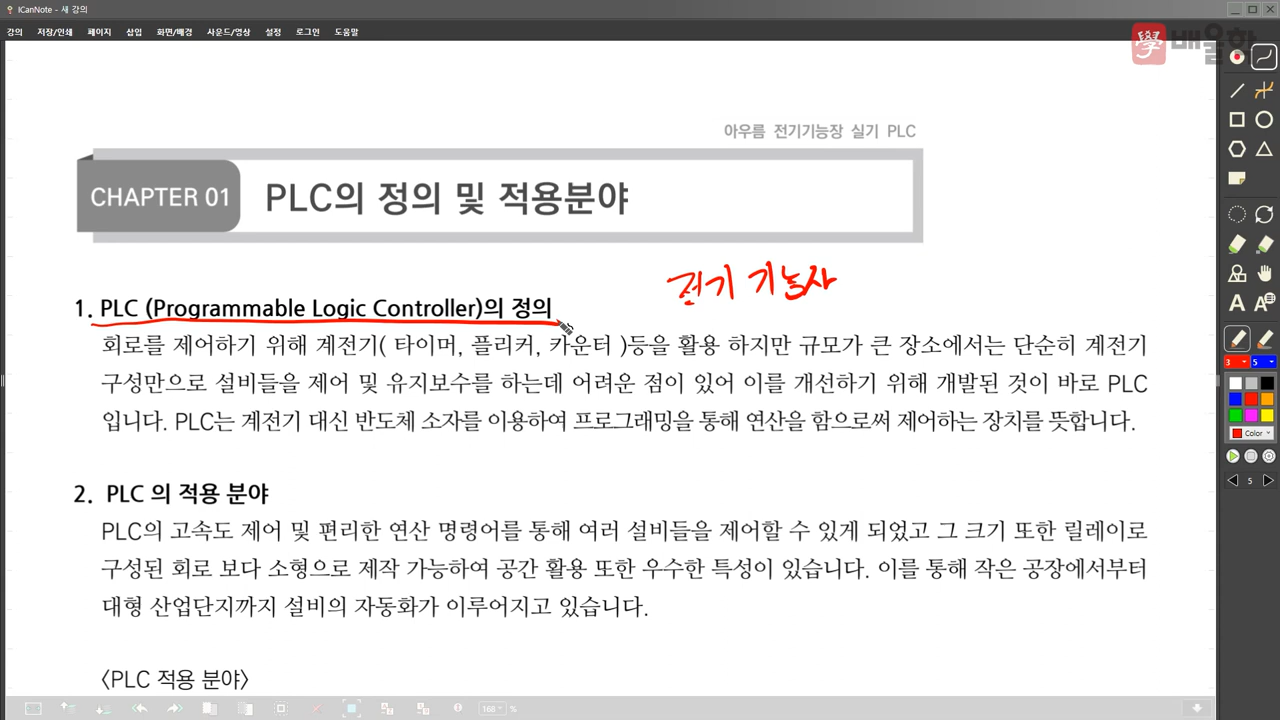 ICanNote - 새 강의
강의 저장/인쇄 페이지 삽입 화면/배경 사운드/영상 설정 로그인 도움말
學 배울학
아우름 전기기능장 실기 PLC
CHAPTER 01 PLC의 정의 및 적용분야
전기 기능사
1. PLC (Programmable Logic Controller)의 정의
회로를 제어하기 위해 계전기( 타이머, 플리커, 카운터 )등을 활용 하지만 규모가 큰 장소에서는 단순히 계전기
구성만으로 설비들을 제어 및 유지보수를 하는데 어려운 점이 있어 이를 개선하기 위해 개발된 것이 바로 PLC
입니다. PLC는 계전기 대신 반도체 소자를 이용하여 프로그래밍을 통해 연산을 함으로써 제어하는 장치를 뜻합니다.
2. PLC 의 적용 분야
PLC의 고속도 제어 및 편리한 연산 명령어를 통해 여러 설비들을 제어할 수 있게 되었고 그 크기 또한 릴레이로
구성된 회로 보다 소형으로 제작 가능하여 공간 활용 또한 우수한 특성이 있습니다. 이를 통해 작은 공장에서부터
대형 산업단지까지 설비의 자동화가 이루어지고 있습니다.
〈PLC 적용 분야〉
A A
3 5
Color
5
168 %